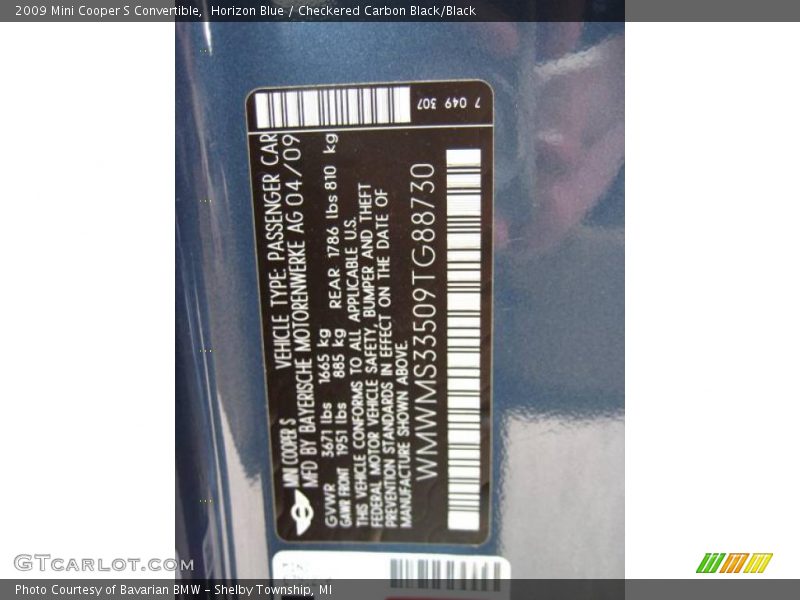 2009 Mini Cooper S Convertible,  Horizon Blue / Checkered Carbon Black/Black
7 049 307
MINI COOPER S VEHICLE TYPE: PASSENGER CAR
MFD BY BAYERISCHE MOTORENWERKE AG 04/09
GVWR 3671 lbs 1665 kg
GAWR FRONT 1951 lbs 885 kg REAR 1786 lbs 810 kg
THIS VEHICLE CONFORMS TO ALL APPLICABLE U.S.
FEDERAL MOTOR VEHICLE SAFETY, BUMPER AND THEFT
PREVENTION STANDARDS IN EFFECT ON THE DATE OF
MANUFACTURE SHOWN ABOVE.
WMWMS33509TG88730
GTcarlot.com
Photo Courtesy of Bavarian BMW - Shelby Township, MI